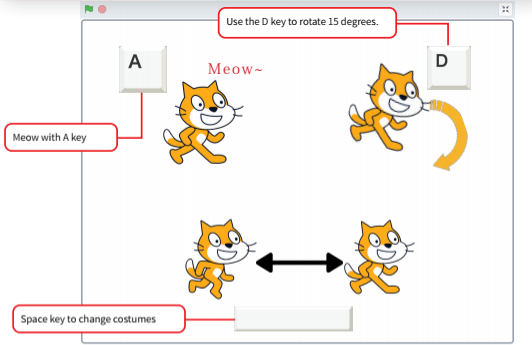 Use the D key to rotate 15 degrees.
A
Meow~
D
Meow with A key
Space key to change costumes